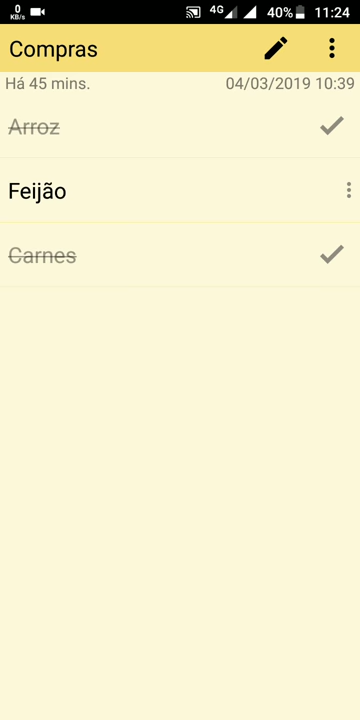 0 KB/s 4G 40% 11:24
Compras
Há 45 mins. 04/03/2019 10:39
Arroz
Feijão
Carnes